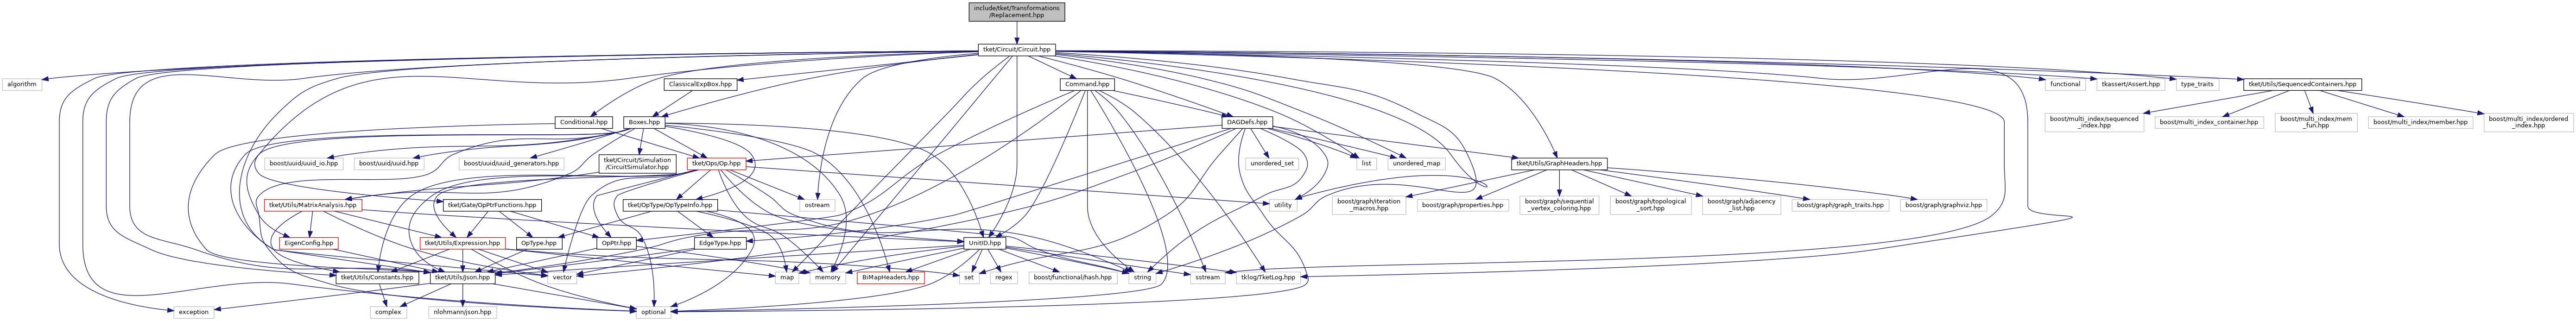 include/tket/Transformations
/Replacement.hpp
tket/Circuit/Circuit.hpp
algorithm
ClassicalExpBox.hpp
Command.hpp
functional
tkassert/Assert.hpp
type_traits
tket/Utils/SequencedContainers.hpp
Conditional.hpp
Boxes.hpp
DAGDefs.hpp
boost/multi_index/sequenced
_index.hpp
boost/multi_index_container.hpp
boost/multi_index/mem
_fun.hpp
boost/multi_index/member.hpp
boost/multi_index/ordered
_index.hpp
boost/uuid/uuid_io.hpp
boost/uuid/uuid.hpp
boost/uuid/uuid_generators.hpp
tket/Circuit/Simulation
/CircuitSimulator.hpp
tket/Ops/Op.hpp
unordered_set
list
unordered_map
tket/Utils/GraphHeaders.hpp
tket/Utils/MatrixAnalysis.hpp
tket/Gate/OpPtrFunctions.hpp
tket/OpType/OpTypeInfo.hpp
ostream
utility
boost/graph/iteration
_macros.hpp
boost/graph/properties.hpp
boost/graph/sequential
_vertex_coloring.hpp
boost/graph/topological
_sort.hpp
boost/graph/adjacency
_list.hpp
boost/graph/graph_traits.hpp
boost/graph/graphviz.hpp
EigenConfig.hpp
tket/Utils/Expression.hpp
OpType.hpp
OpPtr.hpp
EdgeType.hpp
UnitID.hpp
tket/Utils/Constants.hpp
tket/Utils/Json.hpp
vector
map
memory
BiMapHeaders.hpp
set
regex
boost/functional/hash.hpp
string
sstream
tklog/TketLog.hpp
exception
complex
nlohmann/json.hpp
optional